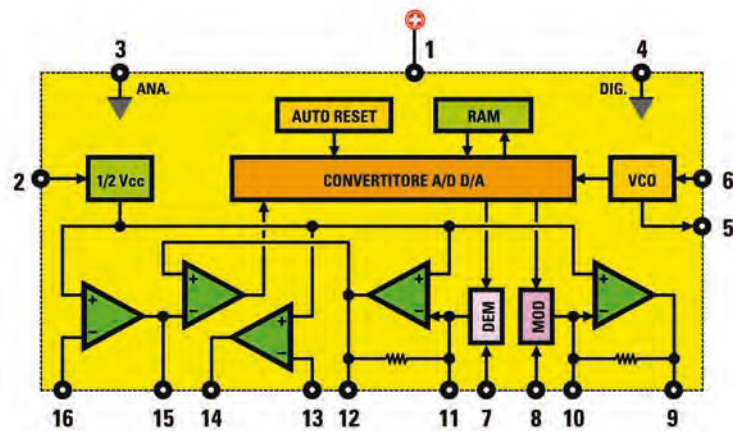 3
1
4
ANA.
DIG.
AUTO RESET
RAM
2
1/2 Vcc
CONVERTITORE A/D D/A
VCO
6
5
+
−
+
−
+
−
+
−
DEM
MOD
+
−
16
15
14
13
12
11
7
8
10
9